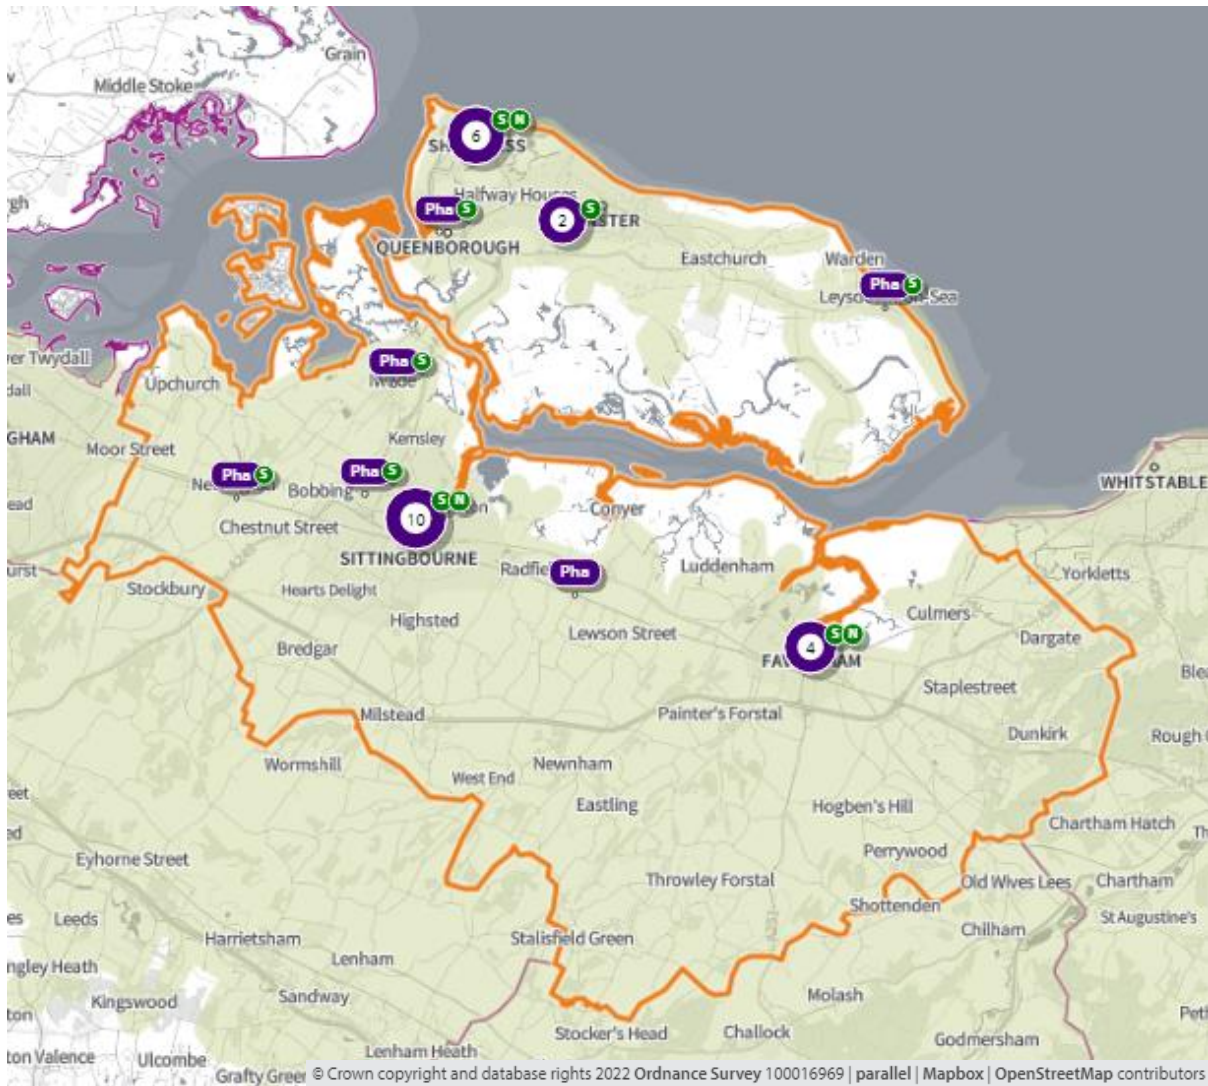 Grain
Middle Stoke
6
S N
Halfway Houses
Pha S
2
S
QUEENBOROUGH
Eastchurch
Warden
Pha S
Pha S
Upchurch
Kemsley
Moor Street
Pha S
Pha S
Bobbing
WHITSTABLE
10
S N
Conyer
Chestnut Street
SITTINGBOURNE
Pha
Luddenham
Yorkletts
Stockbury
Hearts Delight
Culmers
Highsted
Lewson Street
Dargate
4
S N
Bredgar
Staplestreet
Milstead
Painter's Forstal
Dunkirk
Wormshill
Newnham
West End
Eastling
Hogben's Hill
Chartham Hatch
Perrywood
Eyhorne Street
Throwley Forstal
Old Wives Lees
Chartham
Shottenden
Leeds
St Augustine's
Harrietsham
Stalisfield Green
Chilham
Lenham
Kingswood
Sandway
Molash
Stocker's Head
Challock
Godmersham
Lenham Heath
Ulcombe
© Crown copyright and database rights 2022 Ordnance Survey 100016969 | parallel | Mapbox | OpenStreetMap contributors